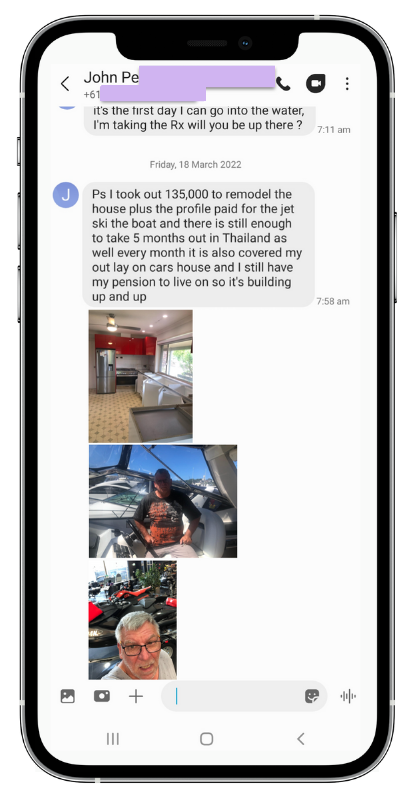 John Pe
+61
it's the first day I can go into the water,
I'm taking the Rx will you be up there ?
7:11 am
Friday, 18 March 2022
J
Ps I took out 135,000 to remodel the
house plus the profile paid for the jet
ski the boat and there is still enough
to take 5 months out in Thailand as
well every month it is also covered my
out lay on cars house and I still have
my pension to live on so it's building
up and up
7:58 am